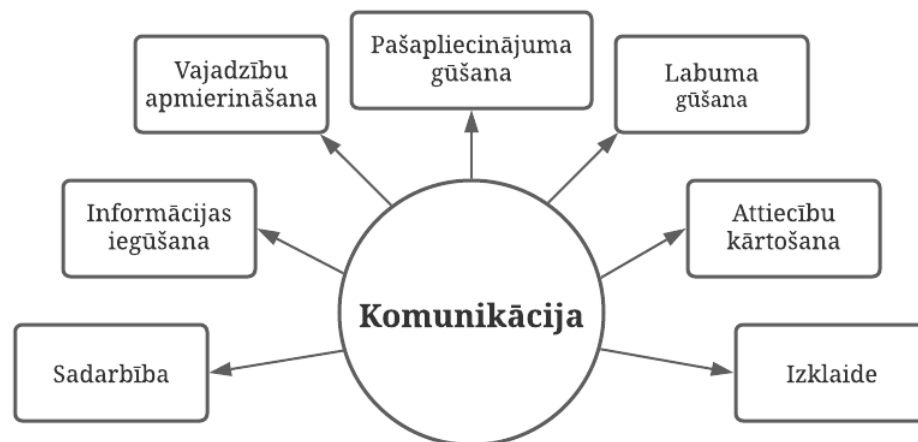 Pašapliecinājuma
gūšana
Vajadzību
apmierināšana
Labuma
gūšana
Informācijas
iegūšana
Attiecību
kārtošana
Komunikācija
Sadarbība
Izklaide